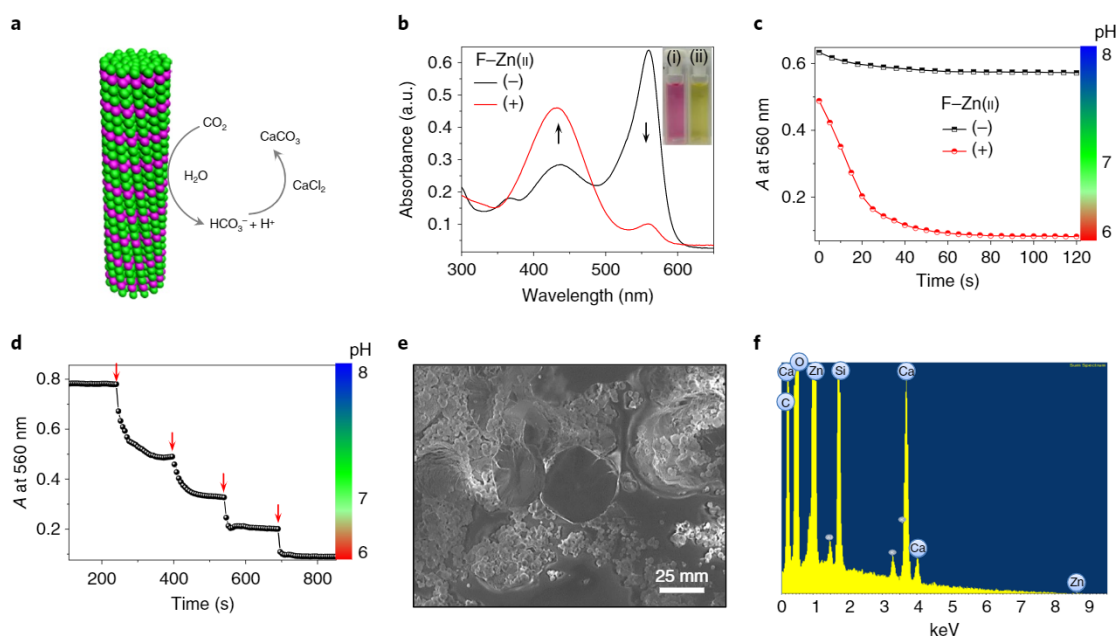 a
CO₂
H₂O
HCO₃⁻ + H⁺
CaCO₃
CaCl₂
b
F–Zn(II)
(–)
(+)
(i) (ii)
0.6
0.5
0.4
0.3
0.2
0.1
0
300 400 500 600
Absorbance (a.u.)
Wavelength (nm)
c
F–Zn(II)
(–)
(+)
0.6
0.4
0.2
0 20 40 60 80 100 120
A at 560 nm
Time (s)
pH
8
7
6
d
0.8
0.6
0.4
0.2
200 400 600 800
A at 560 nm
Time (s)
pH
8
7
6
e
25 mm
f
Ca O Zn Si Ca
C
Ca
Zn
0 1 2 3 4 5 6 7 8 9
keV